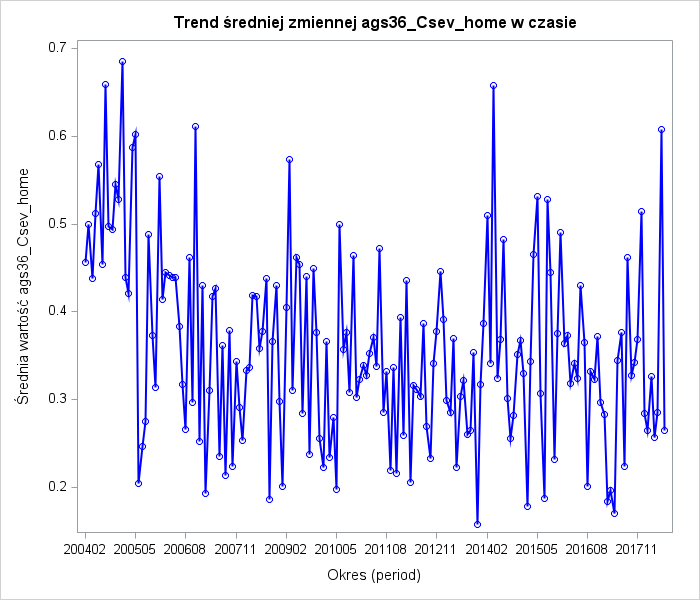 Trend średniej zmiennej ags36_Csev_home w czasie
Średnia wartość ags36_Csev_home
0.7
0.6
0.5
0.4
0.3
0.2
200402 200505 200608 200711 200902 201005 201108 201211 201402 201505 201608 201711
Okres (period)